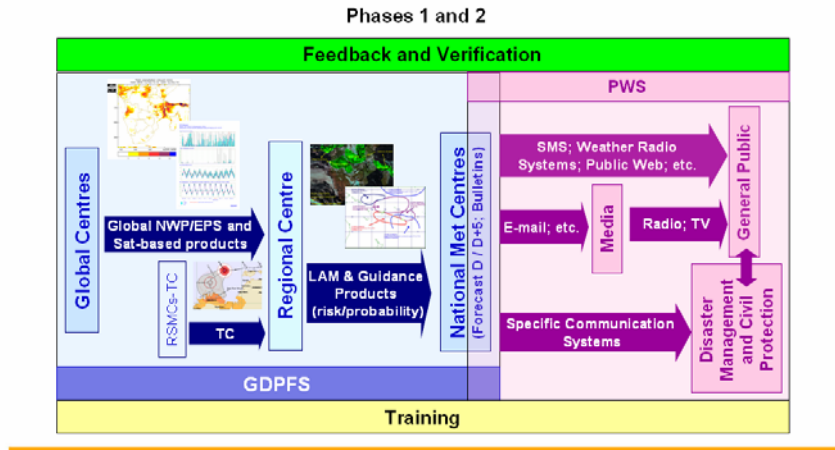 Phases 1 and 2
Feedback and Verification
PWS
Global Centres
Global NWP/EPS and
Sat-based products
RSMCs-TC
TC
Regional Centre
LAM & Guidance
Products
(risk/probability)
National Met Centres
(Forecast D / D+5; Bulletins)
SMS; Weather Radio
Systems; Public Web; etc.
E-mail; etc.
Media
Radio; TV
General Public
Specific Communication
Systems
Disaster
Management
and Civil
Protection
GDPFS
Training